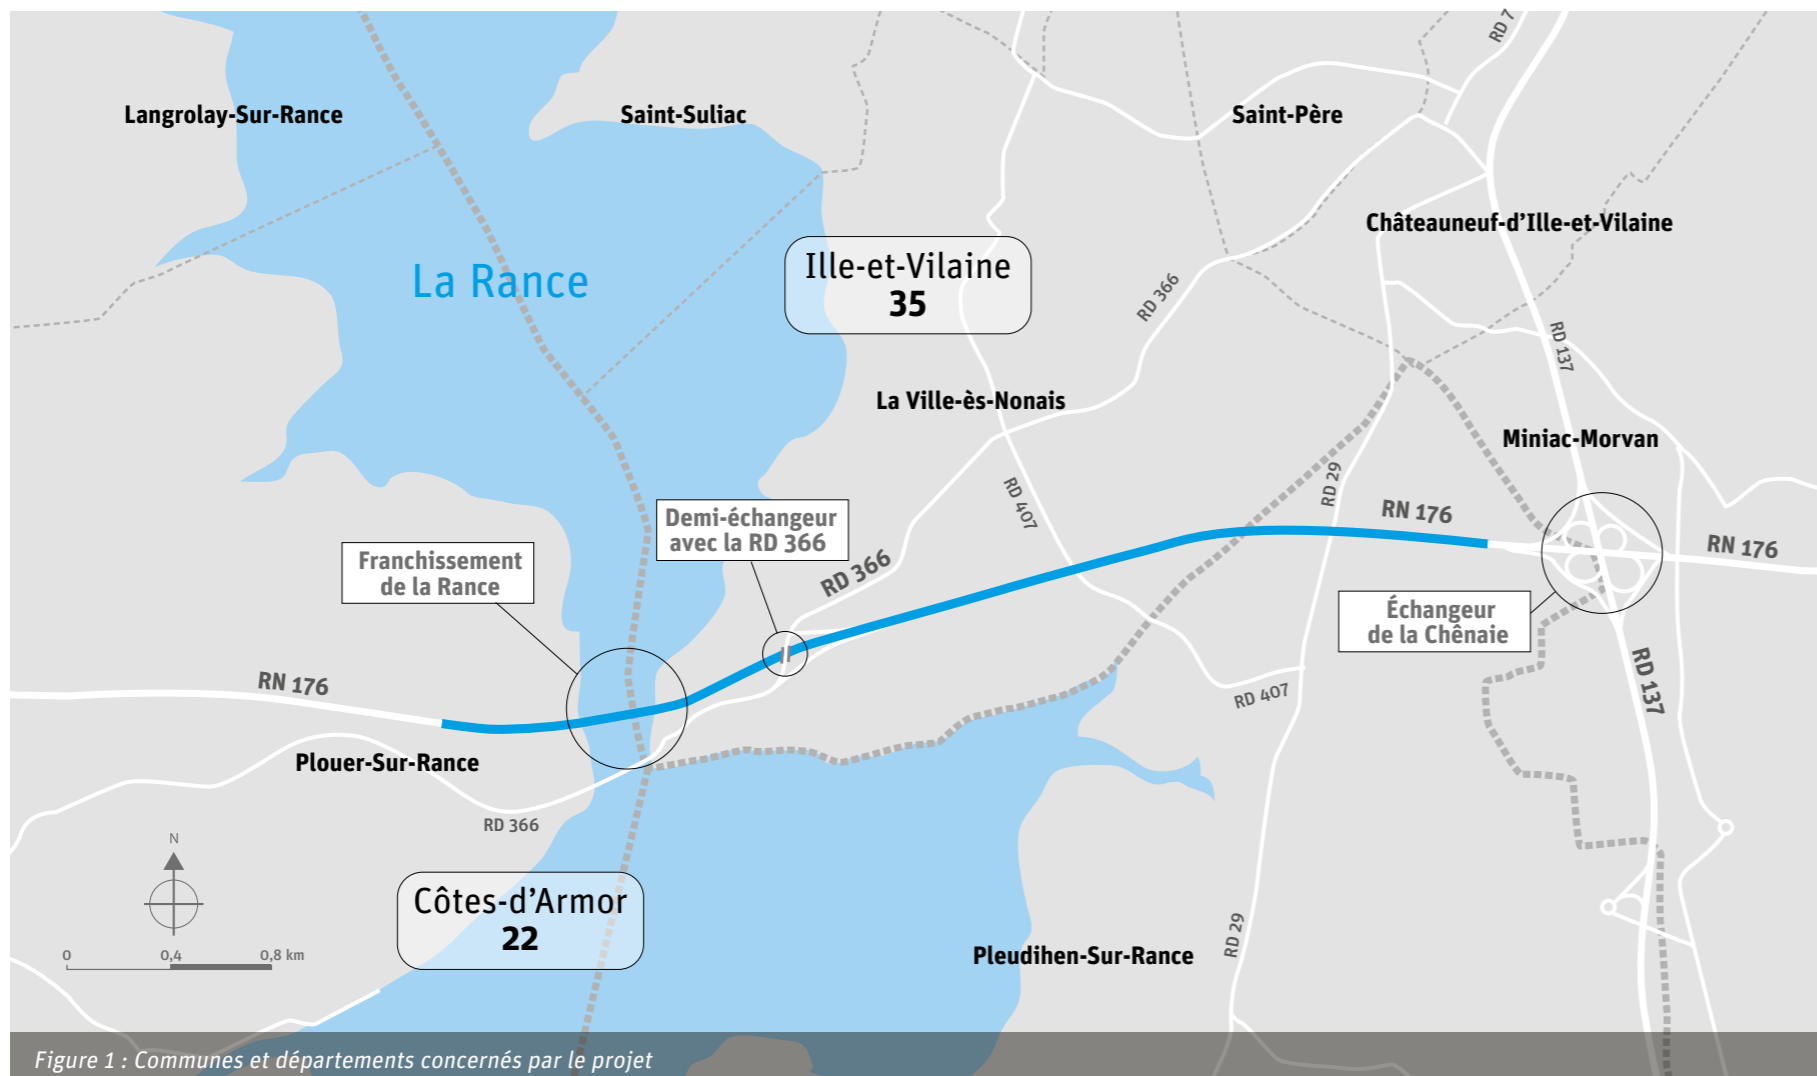 RD 7
Langrolay-Sur-Rance
Saint-Suliac
Saint-Père
Châteauneuf-d'Ille-et-Vilaine
La Rance
Ille-et-Vilaine
35
RD 366
RD 137
La Ville-ès-Nonais
Miniac-Morvan
RD 29
RD 407
RN 176
RN 176
Demi-échangeur
avec la RD 366
Franchissement
de la Rance
RD 366
Échangeur
de la Chênaie
RN 176
RD 407
RD 137
Plouer-Sur-Rance
RD 366
N
Côtes-d'Armor
22
RD 29
Pleudihen-Sur-Rance
0 0,4 0,8 km
Figure 1 : Communes et départements concernés par le projet